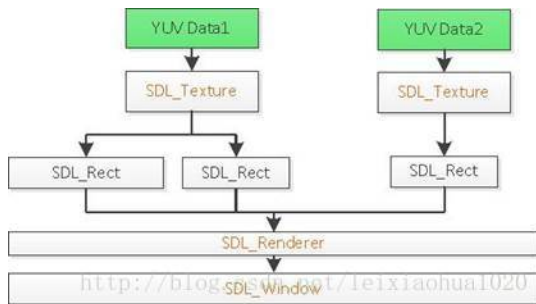 YUV Data1
YUV Data2
SDL_Texture
SDL_Texture
SDL_Rect
SDL_Rect
SDL_Rect
SDL_Renderer
SDL_Window
http://blog.csdn.net/leixiaohua1020